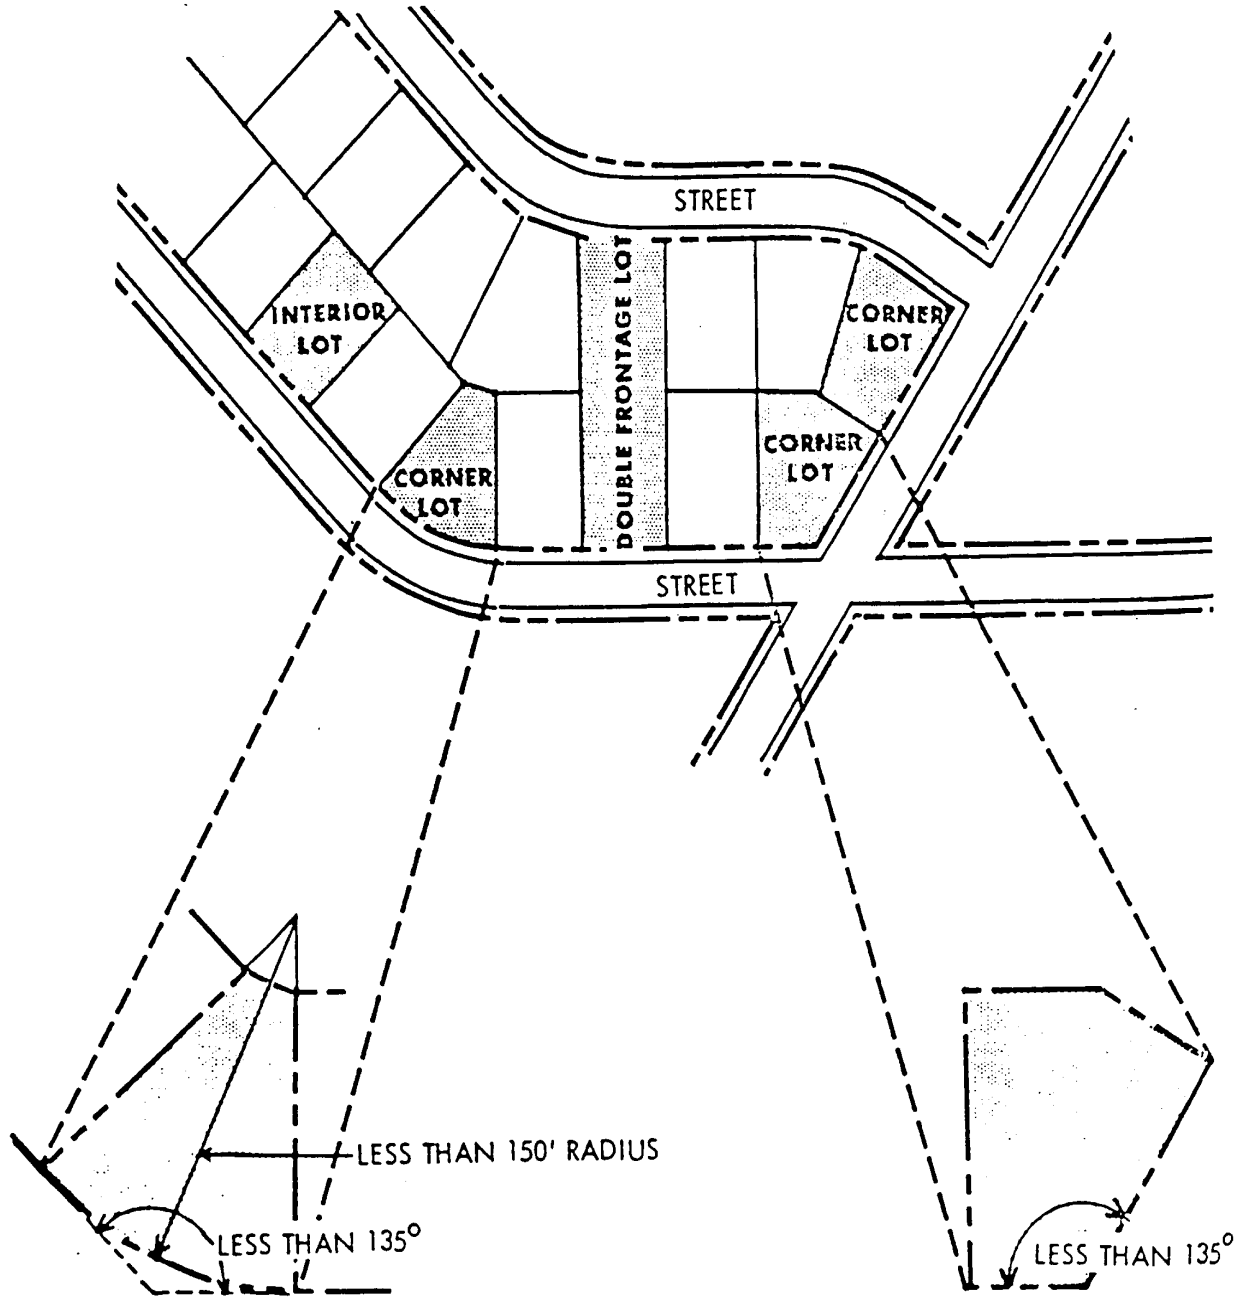 STREET
INTERIOR
LOT
DOUBLE FRONTAGE LOT
CORNER
LOT
CORNER
LOT
CORNER
LOT
STREET
LESS THAN 150' RADIUS
LESS THAN 135°
LESS THAN 135°